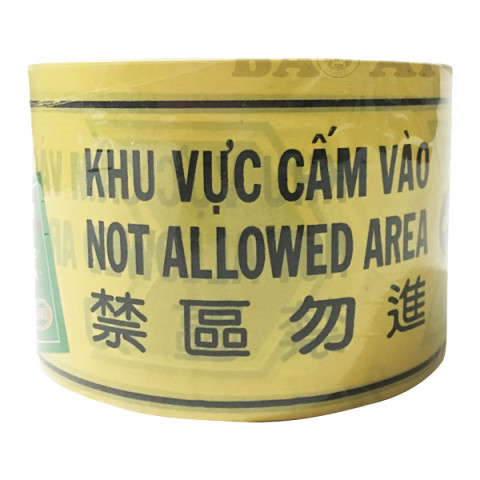 KHU VỰC CẤM VÀO
NOT ALLOWED AREA
禁區勿進